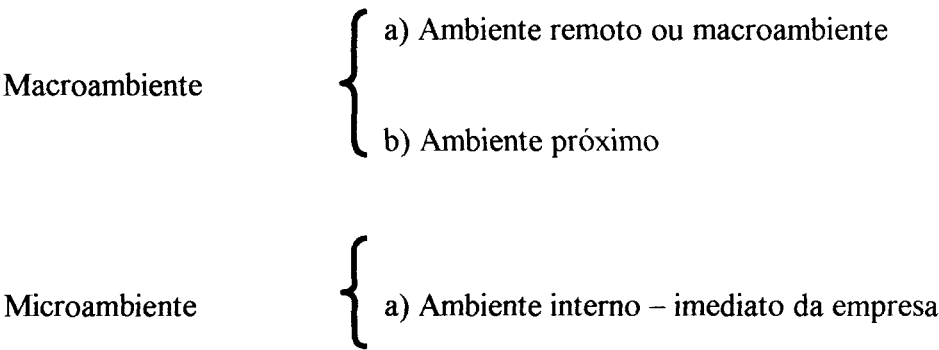 a) Ambiente remoto ou macroambiente
Macroambiente
b) Ambiente próximo
Microambiente
a) Ambiente interno – imediato da empresa